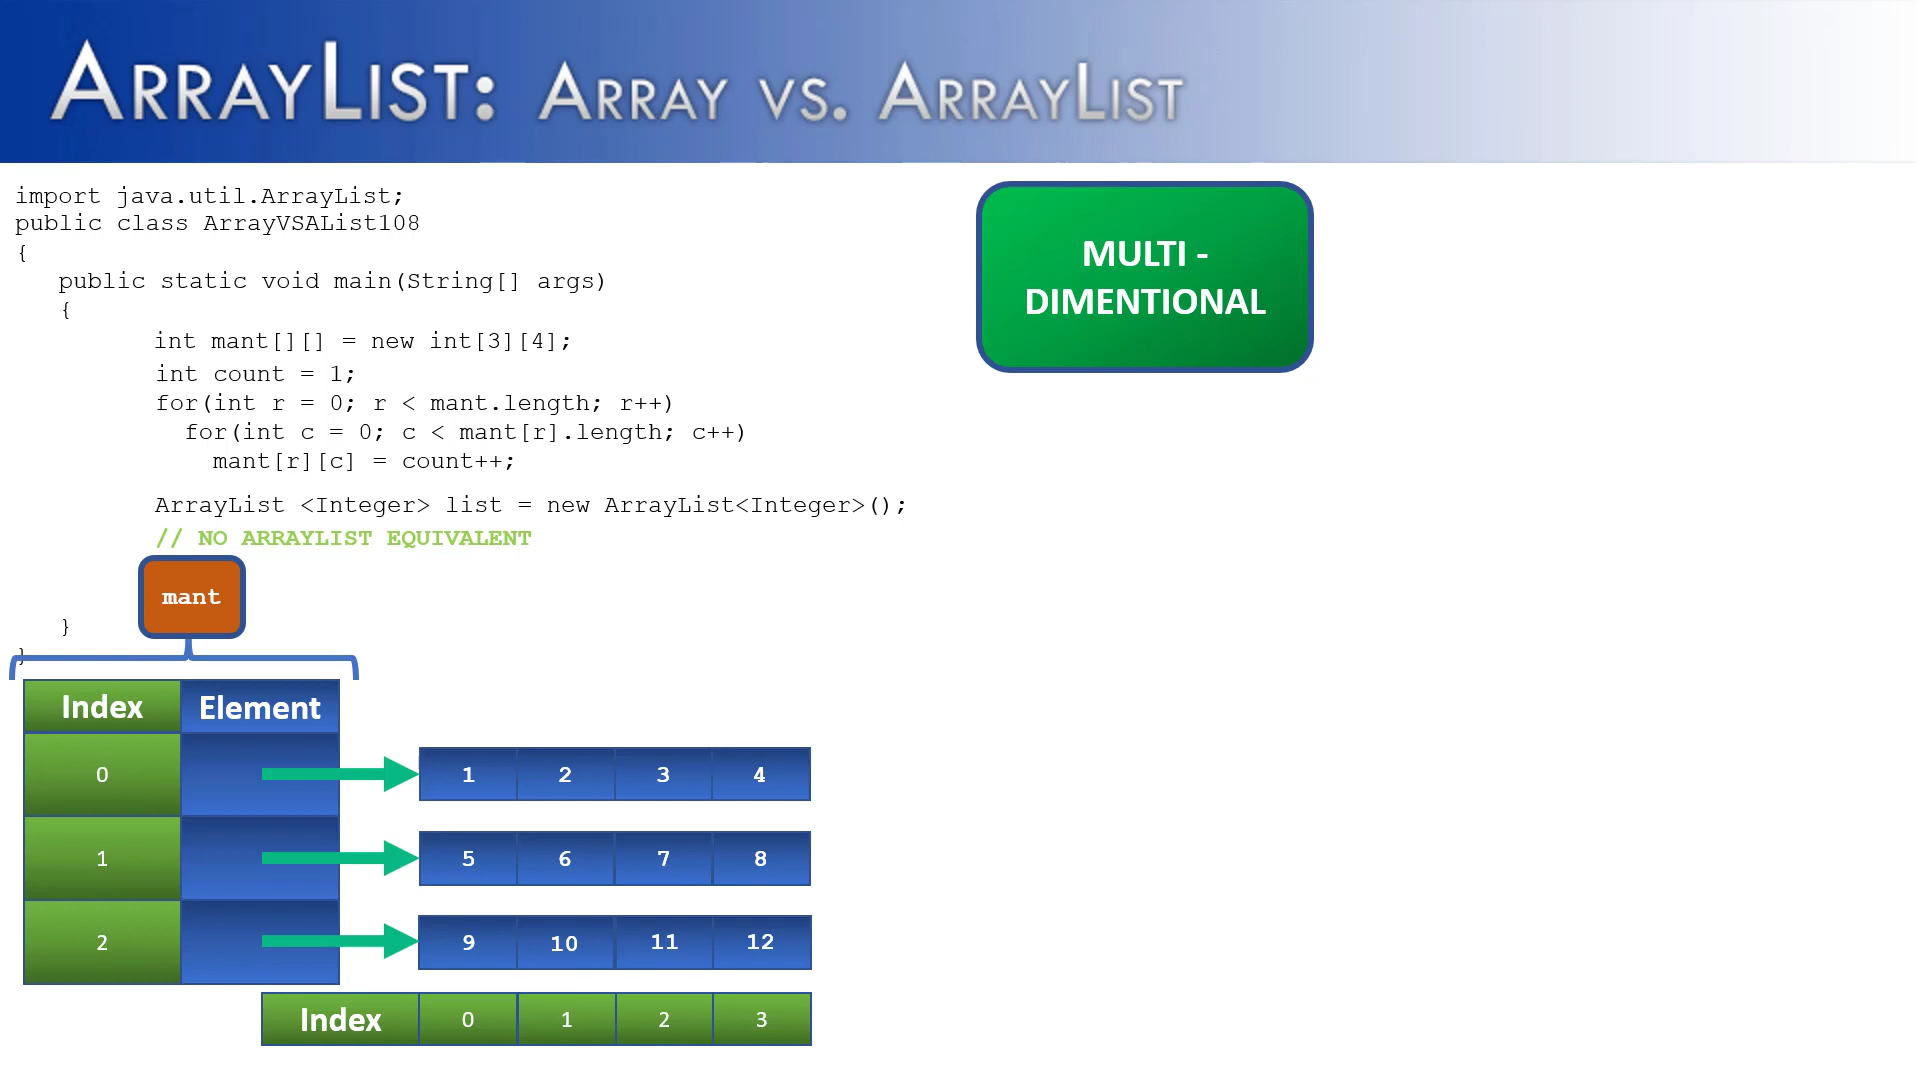 ArrayList: Array vs. ArrayList
import java.util.ArrayList;
public class ArrayVSAList108
{
public static void main(String[] args)
{
int mant[][] = new int[3][4];
int count = 1;
for(int r = 0; r < mant.length; r++)
for(int c = 0; c < mant[r].length; c++)
mant[r][c] = count++;
ArrayList <Integer> list = new ArrayList<Integer>();
// NO ARRAYLIST EQUIVALENT
}
}
MULTI -
DIMENTIONAL
mant
Index Element
0 1 2 3 4
1 5 6 7 8
2 9 10 11 12
Index 0 1 2 3